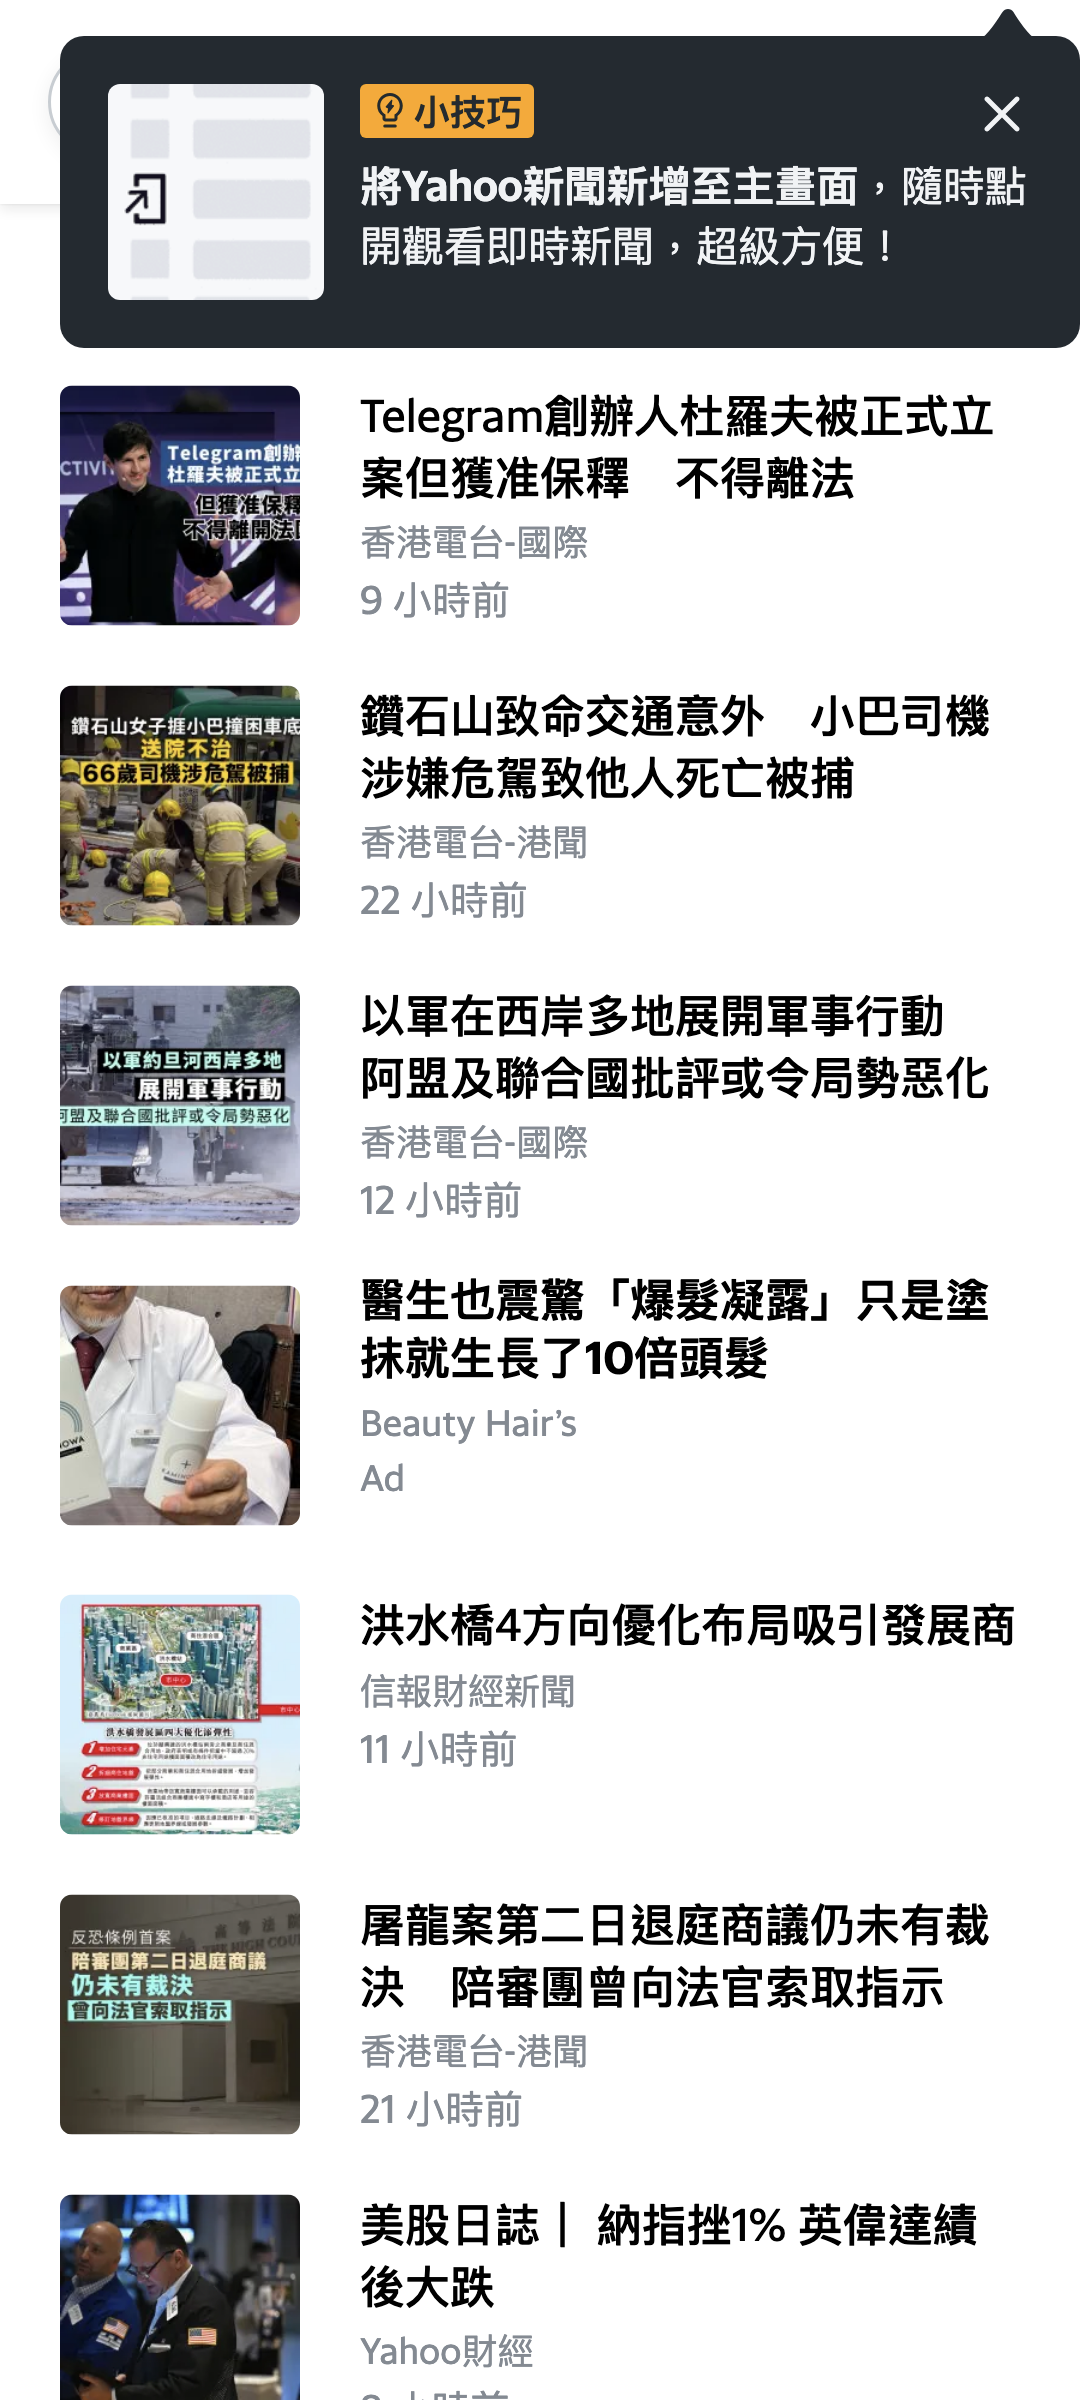 小技巧
將Yahoo新聞新增至主畫面，隨時點
開觀看即時新聞，超級方便！
Telegram創辦
杜羅夫被正式立
但獲准保釋
不得離開法
CTIVI
Telegram創辦人杜羅夫被正式立
案但獲准保釋　不得離法
香港電台-國際
9 小時前
鑽石山女子捱小巴撞困車底
送院不治
66歲司機涉危駕被捕
鑽石山致命交通意外　小巴司機
涉嫌危駕致他人死亡被捕
香港電台-港聞
22 小時前
以軍約旦河西岸多地
展開軍事行動
阿盟及聯合國批評或令局勢惡化
以軍在西岸多地展開軍事行動
阿盟及聯合國批評或令局勢惡化
香港電台-國際
12 小時前
醫生也震驚「爆髮凝露」只是塗
抹就生長了10倍頭髮
Beauty Hair’s
Ad
洪水橋發展區四大優化添彈性
1
2
3
4
洪水橋4方向優化布局吸引發展商
信報財經新聞
11 小時前
反恐條例首案
陪審團第二日退庭商議
仍未有裁決
曾向法官索取指示
屠龍案第二日退庭商議仍未有裁
決　陪審團曾向法官索取指示
香港電台-港聞
21 小時前
美股日誌｜ 納指挫1% 英偉達績
後大跌
Yahoo財經